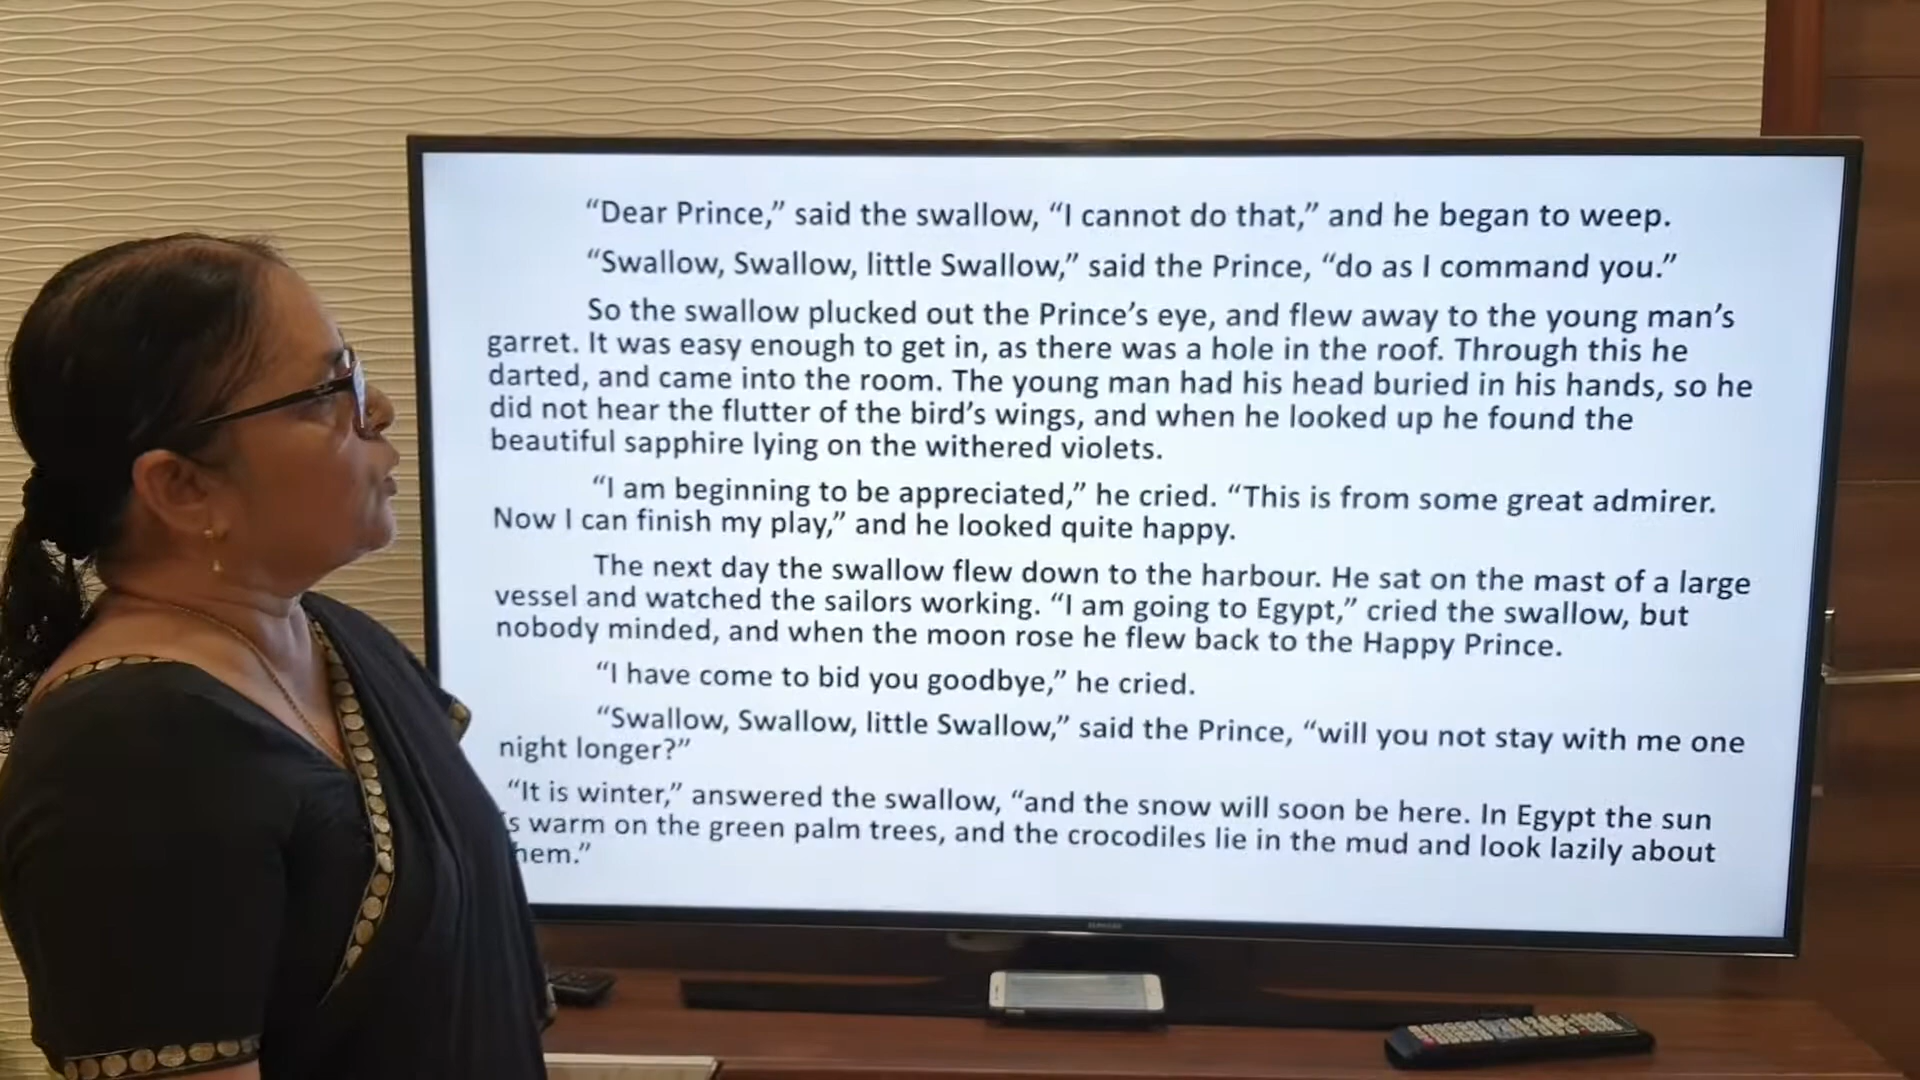 “Dear Prince,” said the swallow, “I cannot do that,” and he began to weep.
“Swallow, Swallow, little Swallow,” said the Prince, “do as I command you.”
So the swallow plucked out the Prince’s eye, and flew away to the young man’s
garret. It was easy enough to get in, as there was a hole in the roof. Through this he
darted, and came into the room. The young man had his head buried in his hands, so he
did not hear the flutter of the bird’s wings, and when he looked up he found the
beautiful sapphire lying on the withered violets.
“I am beginning to be appreciated,” he cried. “This is from some great admirer.
Now I can finish my play,” and he looked quite happy.
The next day the swallow flew down to the harbour. He sat on the mast of a large
vessel and watched the sailors working. “I am going to Egypt,” cried the swallow, but
nobody minded, and when the moon rose he flew back to the Happy Prince.
“I have come to bid you goodbye,” he cried.
“Swallow, Swallow, little Swallow,” said the Prince, “will you not stay with me one
night longer?”
“It is winter,” answered the swallow, “and the snow will soon be here. In Egypt the sun
is warm on the green palm trees, and the crocodiles lie in the mud and look lazily about
hem.”